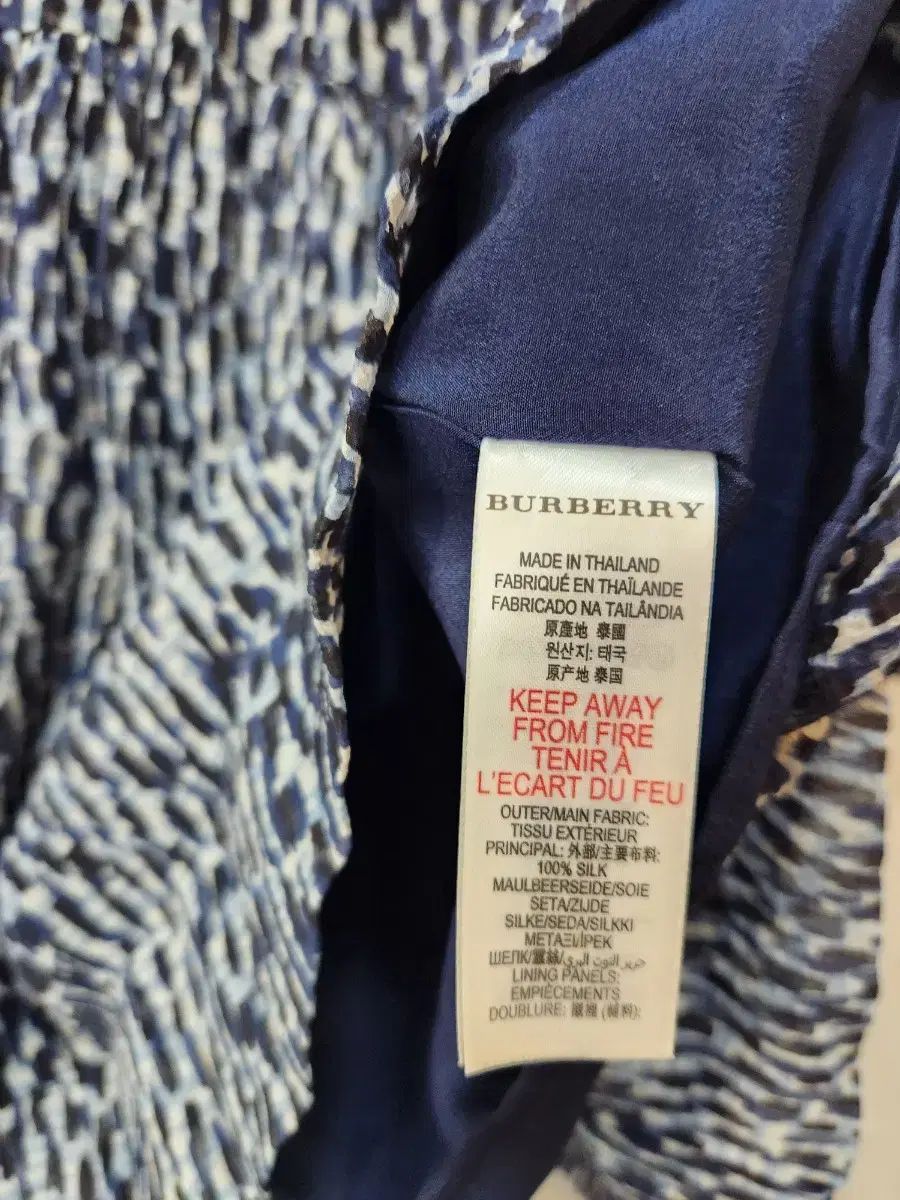 BURBERRY
MADE IN THAILAND
FABRIQUÉ EN THAÏLANDE
FABRICADO NA TAILÂNDIA
原產地 泰國
원산지: 태국
原产地 泰国
KEEP AWAY
FROM FIRE
TENIR À
L'ECART DU FEU
OUTER/MAIN FABRIC:
TISSU EXTÉRIEUR
PRINCIPAL: 外部/主要布料:
100% SILK
MAULBEERSEIDE/SOIE
SETA/ZIJDE
SILKE/SEDA/SILKKI
ΜΕΤΑΞΙ/İPEK
ШЕЛК/蠶絲/حرير التوت البري
LINING PANELS:
EMPIÈCEMENTS
DOUBLURE: